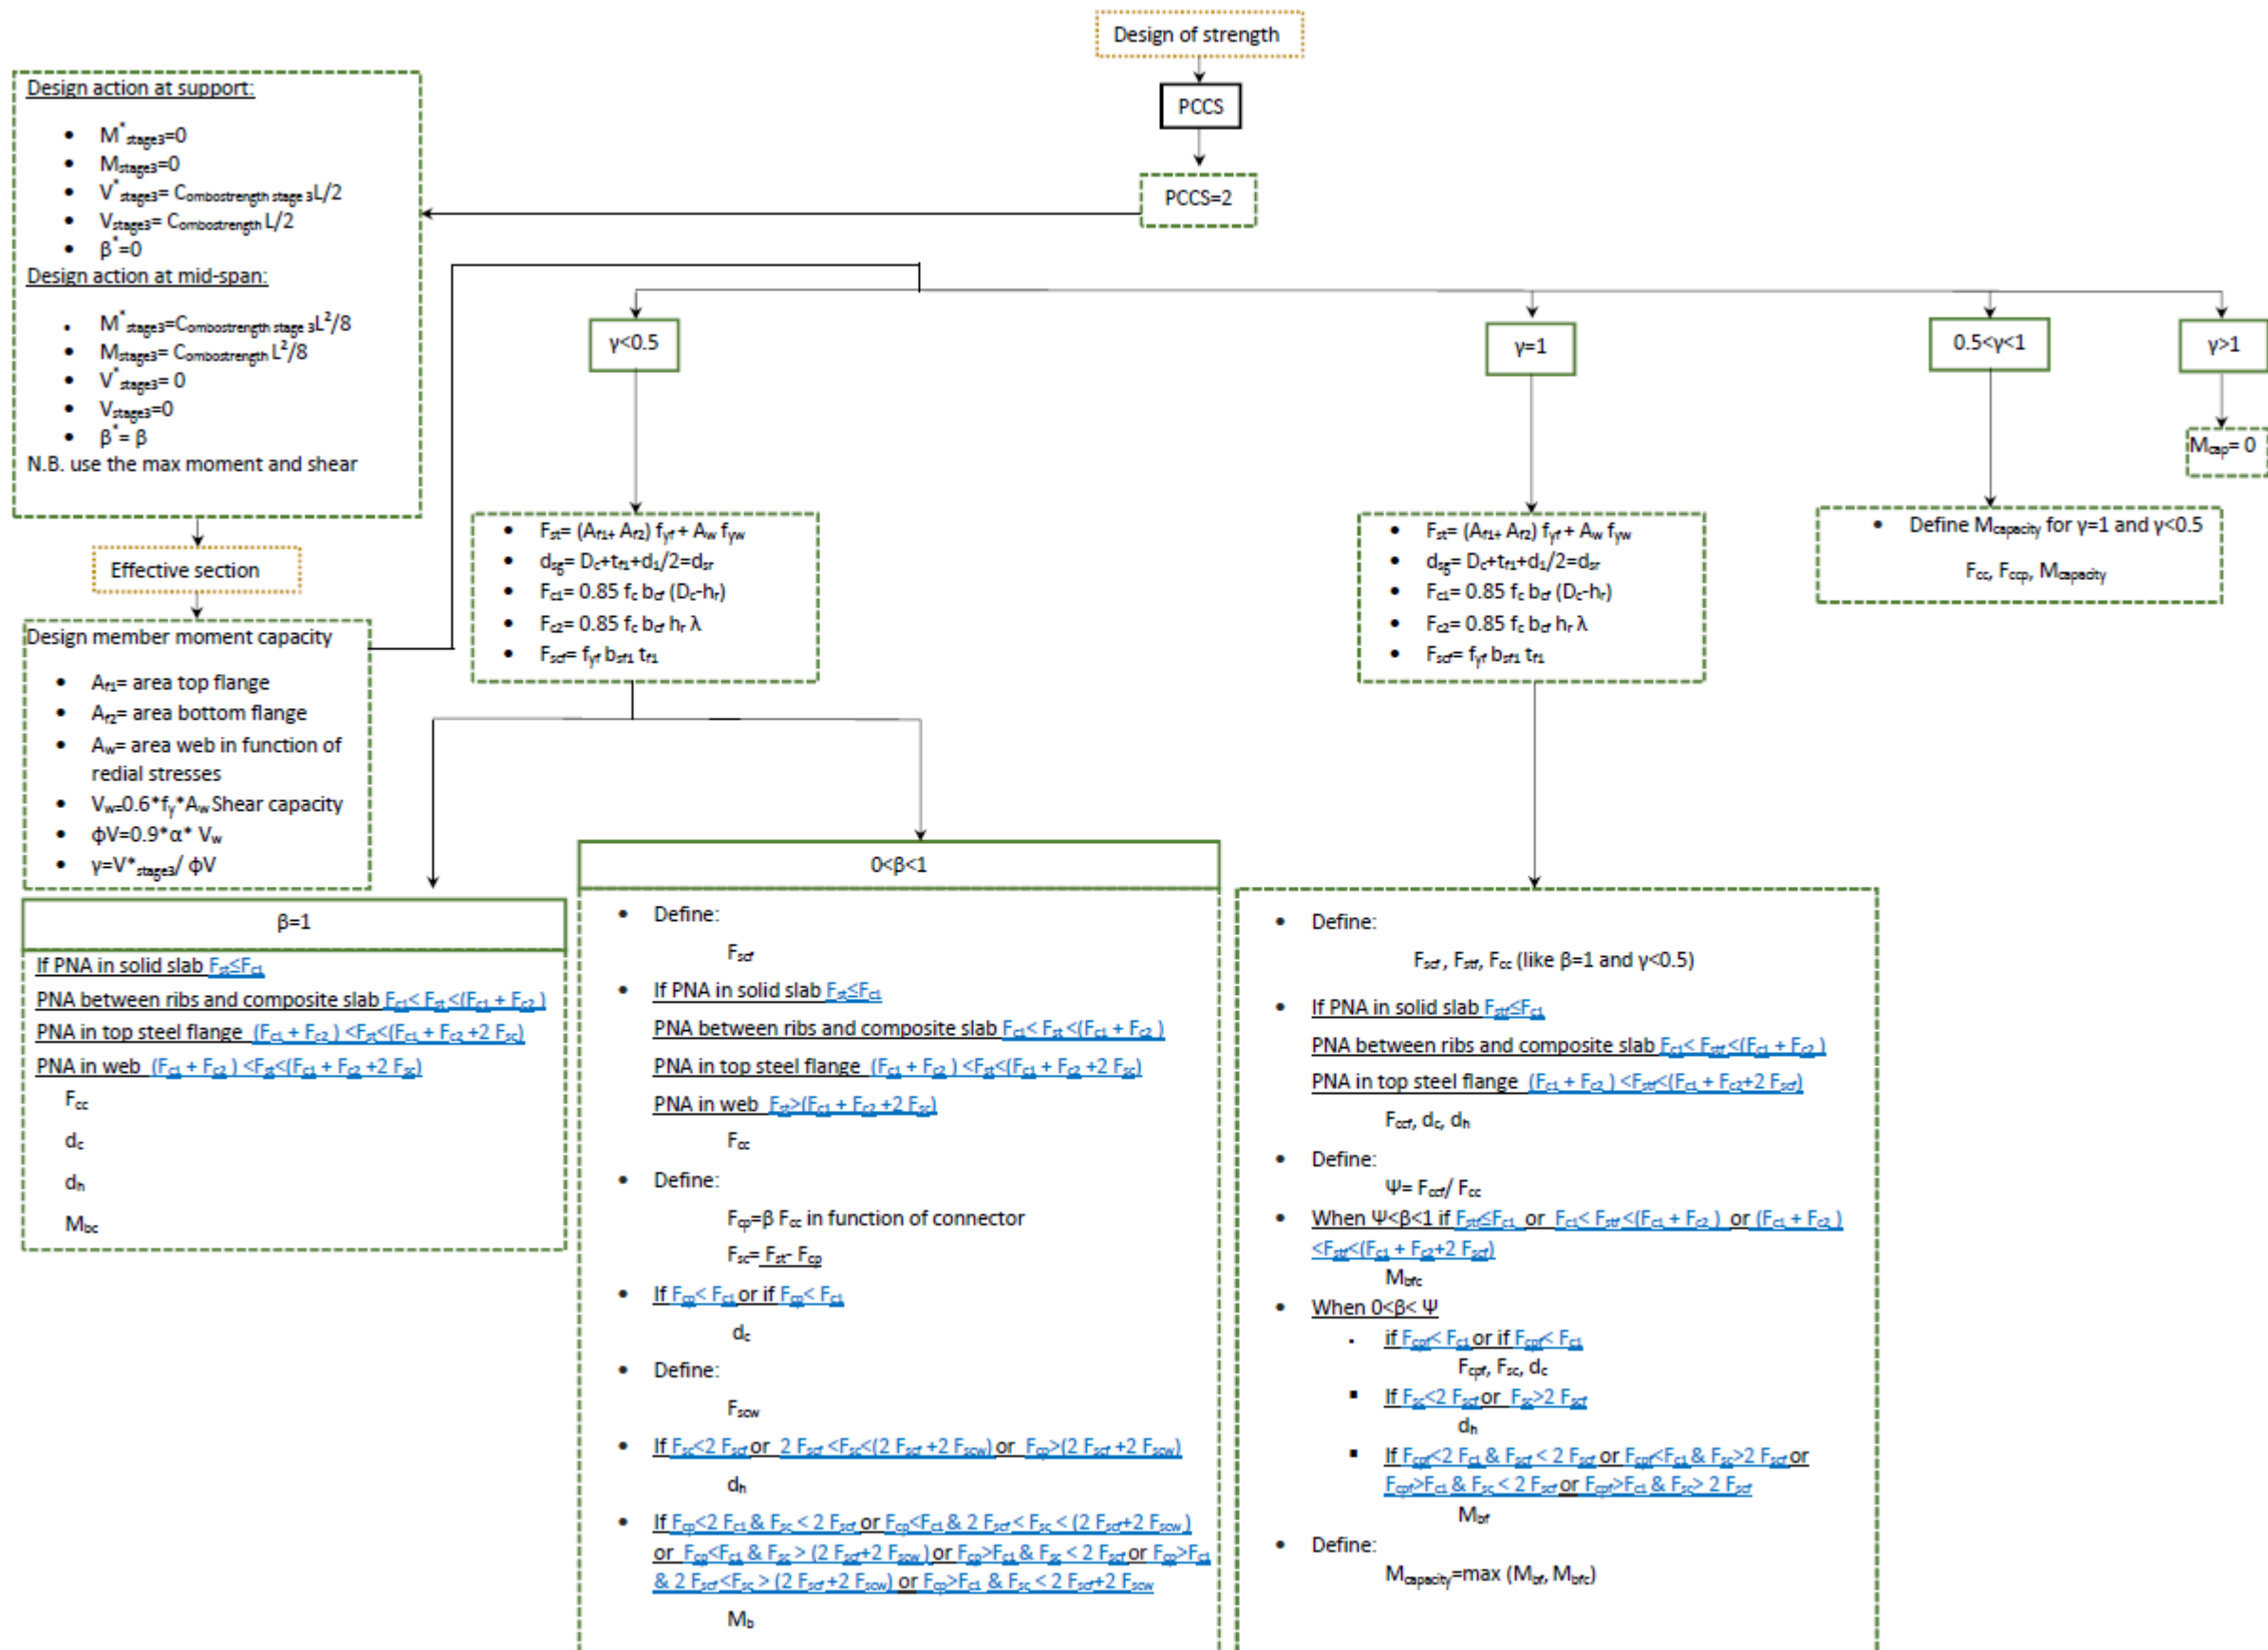 Design of strength
PCCS
PCCS=2
Design action at support:
• M*stage3=0
• Mstage3=0
• V*stage3= Combostrength stage 3L/2
• Vstage3= Combostrength L/2
• β*=0
Design action at mid-span:
• M*stage3=Combostrength stage 3L²/8
• Mstage3= Combostrength L²/8
• V*stage3= 0
• Vstage3=0
• β*= β
N.B. use the max moment and shear
Effective section
Design member moment capacity
• Af1= area top flange
• Af2= area bottom flange
• Aw= area web in function of
redial stresses
• Vw=0.6*fy*Aw Shear capacity
• ϕV=0.9*α* Vw
• γ=V*stage3/ ϕV
γ<0.5
γ=1
0.5<γ<1
γ>1
Mcap= 0
• Fst= (Af1+ Af2) fyf + Aw fyw
• dsg= Dc+tf1+d1/2=dsr
• Fc1= 0.85 fc bcf (Dc-hr)
• Fc2= 0.85 fc bcf hr λ
• Fscf= fyf bsf1 tf1
• Fst= (Af1+ Af2) fyf + Aw fyw
• dsg= Dc+tf1+d1/2=dsr
• Fc1= 0.85 fc bcf (Dc-hr)
• Fc2= 0.85 fc bcf hr λ
• Fscf= fyf bsf1 tf1
• Define Mcapacity for γ=1 and γ<0.5
Fcc, Fccp, Mcapacity
β=1
If PNA in solid slab Fst≤Fc1
PNA between ribs and composite slab Fc1< Fst <(Fc1 + Fc2 )
PNA in top steel flange (Fc1 + Fc2 ) <Fst<(Fc1 + Fc2 +2 Fsc)
PNA in web (Fc1 + Fc2 ) <Fst<(Fc1 + Fc2 +2 Fsc)
Fcc
dc
dh
Mbc
0<β<1
• Define:
Fscf
• If PNA in solid slab Fst≤Fc1
PNA between ribs and composite slab Fc1< Fst <(Fc1 + Fc2 )
PNA in top steel flange (Fc1 + Fc2 ) <Fst<(Fc1 + Fc2 +2 Fsc)
PNA in web Fst>(Fc1 + Fc2 +2 Fsc)
Fcc
• Define:
Fcp=β Fcc in function of connector
Fsc= Fst- Fcp
• If Fcp< Fc1 or if Fcp< Fc1
dc
• Define:
Fscw
• If Fsc<2 Fscf or 2 Fscf <Fsc<(2 Fscf +2 Fscw) or Fcp>(2 Fscf +2 Fscw)
dh
• If Fcp<2 Fc1 & Fsc < 2 Fscf or Fcp<Fc1 & 2 Fscf < Fsc < (2 Fscf+2 Fscw )
or Fcp<Fc1 & Fsc > (2 Fscf+2 Fscw ) or Fcp>Fc1 & Fsc < 2 Fscf or Fcp>Fc1
& 2 Fscf <Fsc > (2 Fscf +2 Fscw) or Fcp>Fc1 & Fsc < 2 Fscf+2 Fscw
Mb
• Define:
Fscf , Fstf, Fcc (like β=1 and γ<0.5)
• If PNA in solid slab Fstf≤Fc1
PNA between ribs and composite slab Fc1< Fstf <(Fc1 + Fc2 )
PNA in top steel flange (Fc1 + Fc2 ) <Fstf<(Fc1 + Fc2+2 Fscf)
Fccf, dc, dh
• Define:
Ψ= Fccf/ Fcc
• When Ψ<β<1 if Fstf≤Fc1 or Fc1< Fstf <(Fc1 + Fc2 ) or (Fc1 + Fc2 )
<Fstf<(Fc1 + Fc2+2 Fscf)
Mbfc
• When 0<β< Ψ
▪ if Fcpf< Fc1 or if Fcpf< Fc1
Fcpf, Fsc, dc
▪ If Fsc<2 Fscf or Fsc>2 Fscf
dh
▪ If Fcpf<2 Fc1 & Fscf < 2 Fscf or Fcpf<Fc1 & Fsc>2 Fscf or
Fcpf>Fc1 & Fsc < 2 Fscf or Fcpf>Fc1 & Fsc> 2 Fscf
Mbf
• Define:
Mcapacity=max (Mbf, Mbfc)